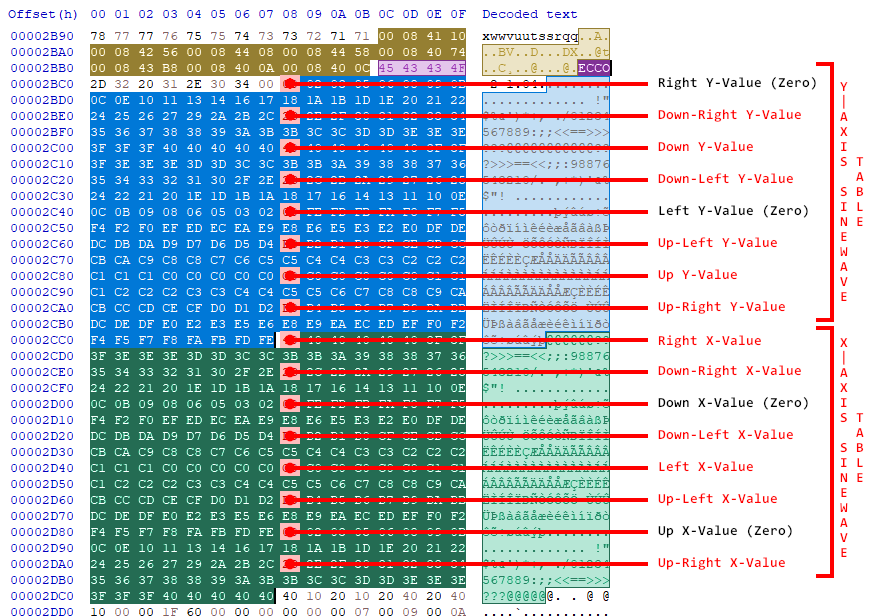 Offset(h) 00 01 02 03 04 05 06 07 08 09 0A 0B 0C 0D 0E 0F Decoded text
00002B90 78 77 77 76 75 75 74 73 73 72 71 71 00 08 41 10 xwwvuutssrqq..A.
00002BA0 00 08 42 56 00 08 44 08 00 08 44 58 00 08 40 74 ..BV..D...DX..@t
00002BB0 00 08 43 B8 00 08 40 0A 00 08 40 0C 45 43 43 4F ..C¸..@...@.ECCO
00002BC0 2D 32 20 31 2E 30 34 00 Right Y-Value (Zero)
00002BD0 0C 0E 10 11 13 14 16 17 18 1A 1B 1D 1E 20 21 22 ............. !"
00002BE0 24 25 26 27 29 2A 2B 2C Down-Right Y-Value
00002BF0 35 36 37 38 38 39 3A 3B 3B 3C 3C 3D 3D 3E 3E 3E 567889:;;<<==>>>
00002C00 3F 3F 3F 40 40 40 40 40 Down Y-Value
00002C10 3F 3E 3E 3E 3D 3D 3C 3C 3B 3B 3A 39 38 38 37 36 ?>>>==<<;;:98876
00002C20 35 34 33 32 31 30 2F 2E Down-Left Y-Value
00002C30 24 22 21 20 1E 1D 1B 1A 18 17 16 14 13 11 10 0E $"! ............
00002C40 0C 0B 09 08 06 05 03 02 Left Y-Value (Zero)
00002C50 F4 F2 F0 EF ED EC EA E9 E8 E6 E5 E3 E2 E0 DF DE ôòðïíìêéèæåãâàßÞ
00002C60 DC DB DA D9 D7 D6 D5 D4 Up-Left Y-Value
00002C70 CB CA C9 C8 C8 C7 C6 C5 C5 C4 C4 C3 C3 C2 C2 C2 ËÊÉÈÈÇÆÅÅÄÄÃÃÂÂÂ
00002C80 C1 C1 C1 C0 C0 C0 C0 C0 Up Y-Value
00002C90 C1 C2 C2 C2 C3 C3 C4 C4 C5 C5 C6 C7 C8 C8 C9 CA ÁÂÂÂÃÃÄÄÅÅÆÇÈÈÉÊ
00002CA0 CB CC CD CE CF D0 D1 D2 Up-Right Y-Value
00002CB0 DC DE DF E0 E2 E3 E5 E6 E8 E9 EA EC ED EF F0 F2 ÜÞßàâãåæèéêìíïðò
00002CC0 F4 F5 F7 F8 FA FB FD FE Right X-Value
00002CD0 3F 3E 3E 3E 3D 3D 3C 3C 3B 3B 3A 39 38 38 37 36 ?>>>==<<;;:98876
00002CE0 35 34 33 32 31 30 2F 2E Down-Right X-Value
00002CF0 24 22 21 20 1E 1D 1B 1A 18 17 16 14 13 11 10 0E $"! ............
00002D00 0C 0B 09 08 06 05 03 02 Down X-Value (Zero)
00002D10 F4 F2 F0 EF ED EC EA E9 E8 E6 E5 E3 E2 E0 DF DE ôòðïíìêéèæåãâàßÞ
00002D20 DC DB DA D9 D7 D6 D5 D4 Down-Left X-Value
00002D30 CB CA C9 C8 C8 C7 C6 C5 C5 C4 C4 C3 C3 C2 C2 C2 ËÊÉÈÈÇÆÅÅÄÄÃÃÂÂÂ
00002D40 C1 C1 C1 C0 C0 C0 C0 C0 Left X-Value
00002D50 C1 C2 C2 C2 C3 C3 C4 C4 C5 C5 C6 C7 C8 C8 C9 CA ÁÂÂÂÃÃÄÄÅÅÆÇÈÈÉÊ
00002D60 CB CC CD CE CF D0 D1 D2 Up-Left X-Value
00002D70 DC DE DF E0 E2 E3 E5 E6 E8 E9 EA EC ED EF F0 F2 ÜÞßàâãåæèéêìíïðò
00002D80 F4 F5 F7 F8 FA FB FD FE Up X-Value (Zero)
00002D90 0C 0E 10 11 13 14 16 17 18 1A 1B 1D 1E 20 21 22 ............. !"
00002DA0 24 25 26 27 29 2A 2B 2C Up-Right X-Value
00002DB0 35 36 37 38 38 39 3A 3B 3B 3C 3C 3D 3D 3E 3E 3E 567889:;;<<==>>>
00002DC0 3F 3F 3F 40 40 40 40 40 40 10 20 40 20 20 40 40 ???@@@@@@. @  @@
00002DD0 10 00 00 1F 60 00 00 00 00 00 00 07 00 09 00 0A
Y|AXIS SINEWAVE
TABLE
X|AXIS SINEWAVE
TABLE